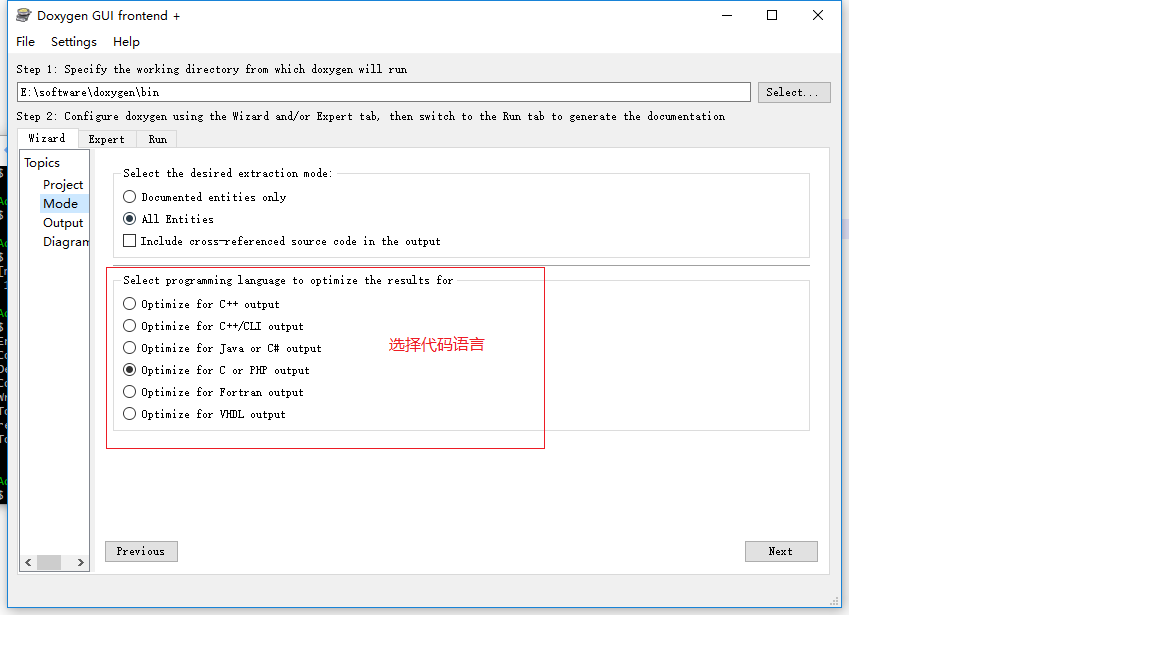 Doxygen GUI frontend +
File Settings Help
Step 1: Specify the working directory from which doxygen will run
E:\software\doxygen\bin
Select...
Step 2: Configure doxygen using the Wizard and/or Expert tab, then switch to the Run tab to generate the documentation
Wizard Expert Run
Topics
Project
Mode
Output
Diagram
Select the desired extraction mode:
Documented entities only
All Entities
Include cross-referenced source code in the output
Select programming language to optimize the results for
Optimize for C++ output
Optimize for C++/CLI output
Optimize for Java or C# output
Optimize for C or PHP output
Optimize for Fortran output
Optimize for VHDL output
选择代码语言
Previous
Next